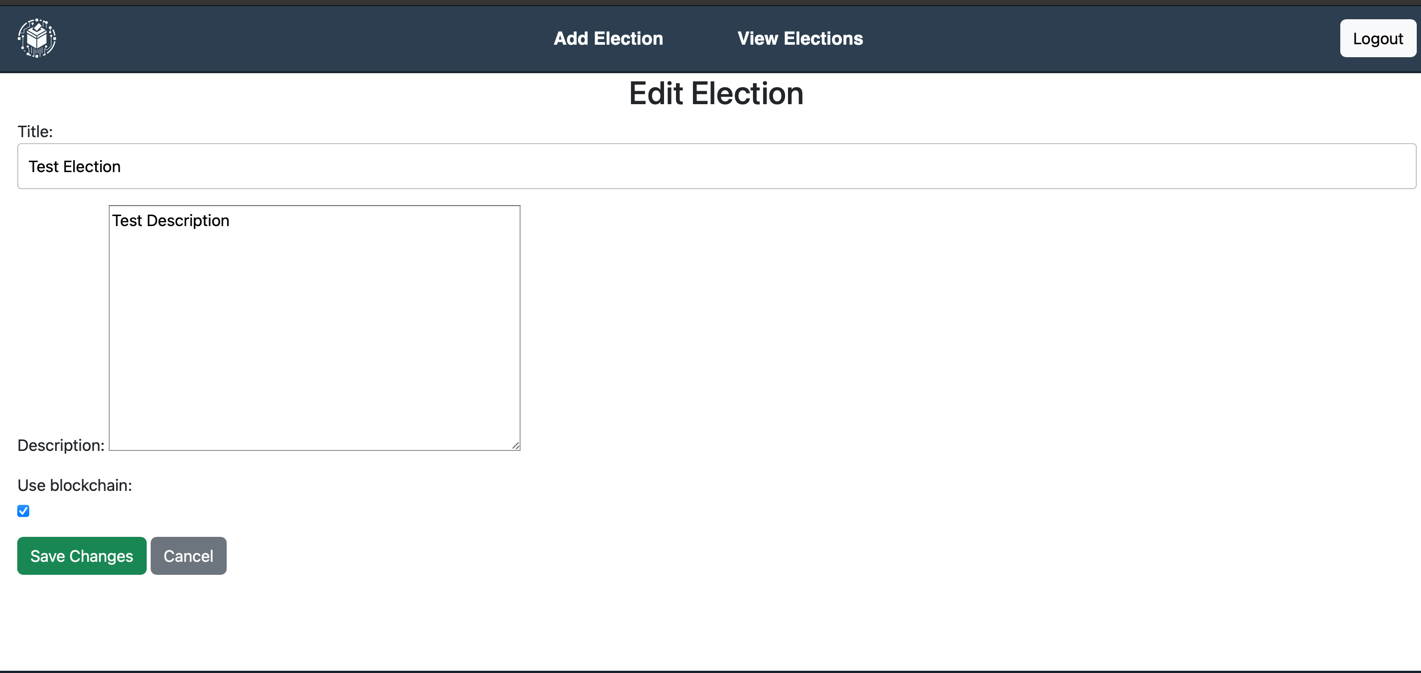 Add Election
View Elections
Logout
Edit Election
Title:
Test Election
Test Description
Description:
Use blockchain:
Save Changes
Cancel